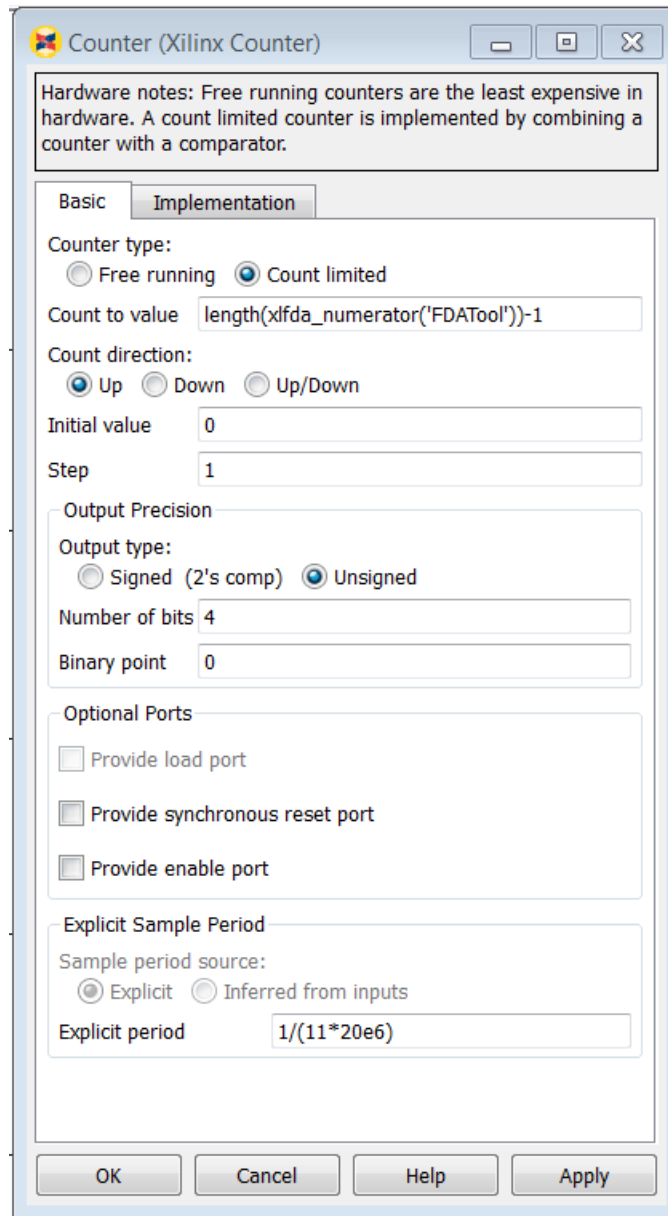 Counter (Xilinx Counter)
Hardware notes: Free running counters are the least expensive in
hardware. A count limited counter is implemented by combining a
counter with a comparator.
Basic Implementation
Counter type:
Free running Count limited
Count to value length(xlfda_numerator('FDATool'))-1
Count direction:
Up Down Up/Down
Initial value 0
Step 1
Output Precision
Output type:
Signed (2's comp) Unsigned
Number of bits 4
Binary point 0
Optional Ports
Provide load port
Provide synchronous reset port
Provide enable port
Explicit Sample Period
Sample period source:
Explicit Inferred from inputs
Explicit period 1/(11*20e6)
OK Cancel Help Apply